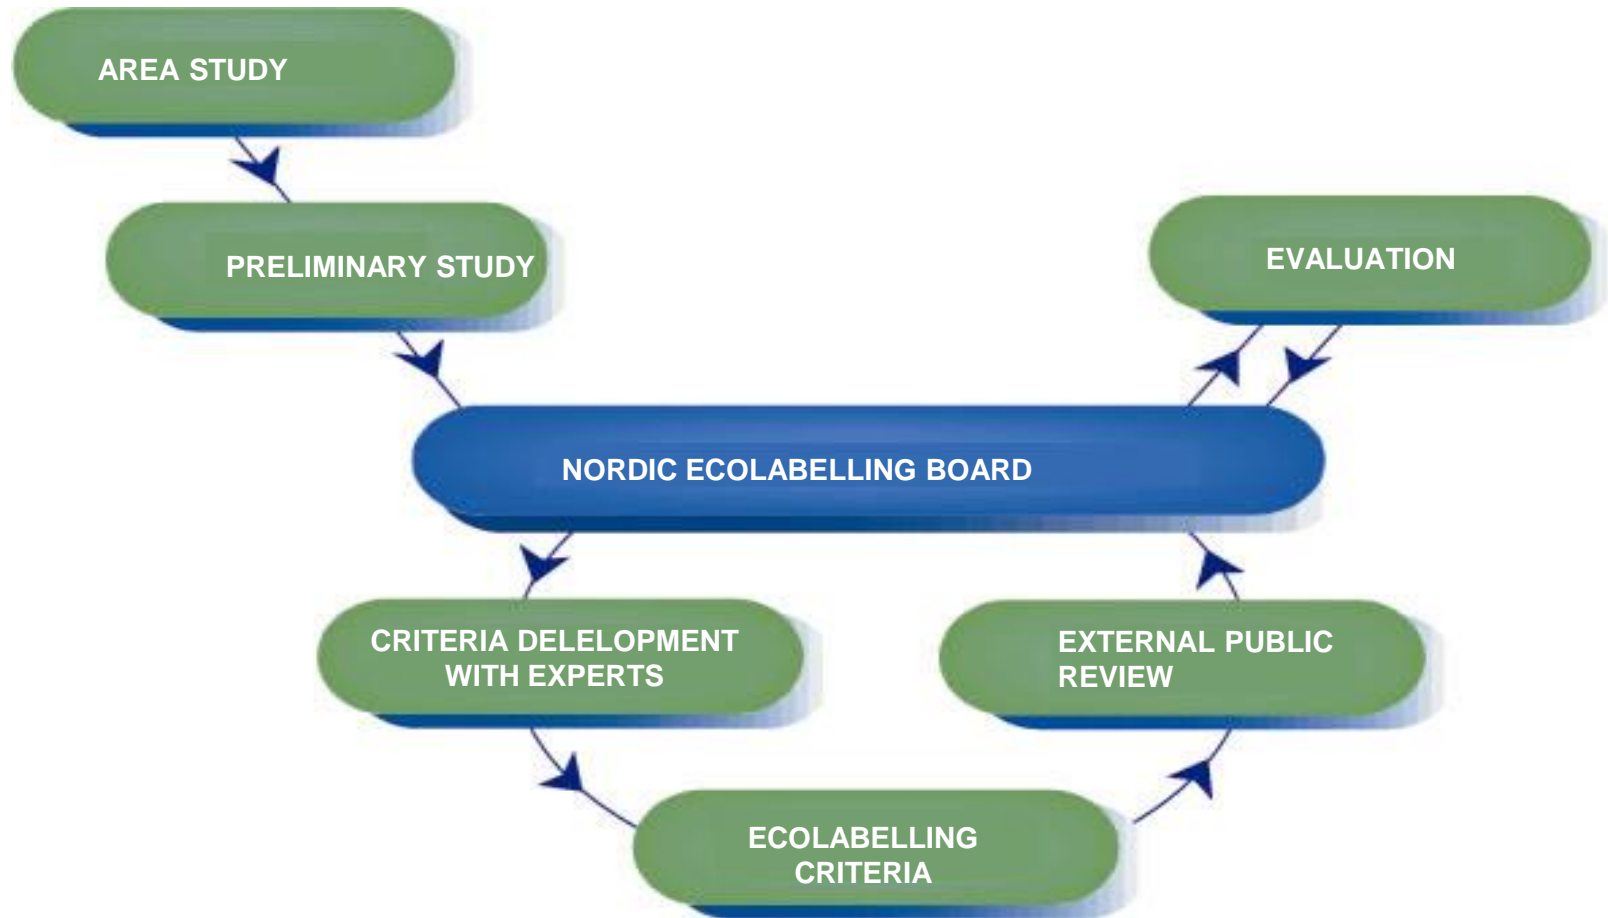 AREA STUDY
PRELIMINARY STUDY
EVALUATION
NORDIC ECOLABELLING BOARD
CRITERIA DELELOPMENT
WITH EXPERTS
EXTERNAL PUBLIC
REVIEW
ECOLABELLING
CRITERIA